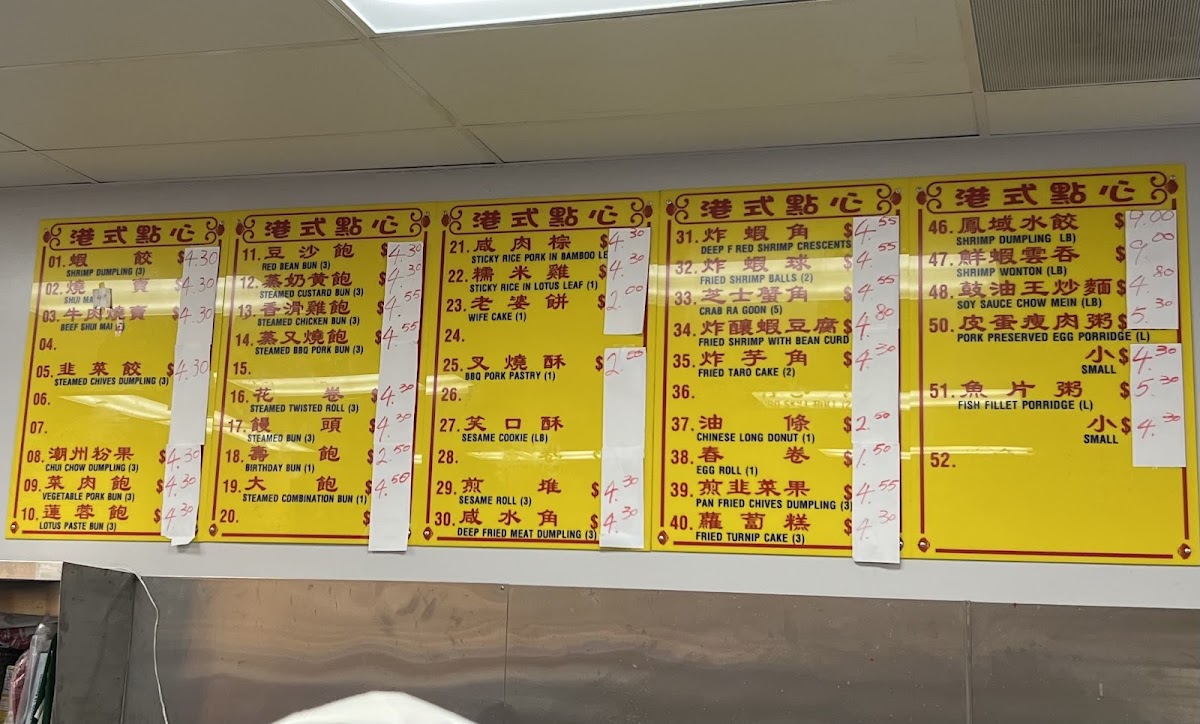 港式點心
01. 蝦 餃 $4.30
SHRIMP DUMPLING (3)
02. 燒 賣 $4.30
SHUI MA
03. 牛肉燒賣 $4.30
BEEF SHUI MAI
04.
05. 韭菜餃 $4.30
STEAMED CHIVES DUMPLING (3)
06.
07.
08. 潮州粉果 $4.30
CHUI CHOW DUMPLING (3)
09. 菜肉飽 $4.30
VEGETABLE PORK BUN (3)
10. 蓮蓉飽 $4.30
LOTUS PASTE BUN (3)
港式點心
11. 豆沙飽 $4.30
RED BEAN BUN (3)
12. 蒸奶黄飽 $4.30
STEAMED CUSTARD BUN (3)
13. 香滑雞飽 $4.55
STEAMED CHICKEN BUN (3)
14. 蒸叉燒飽 $4.55
STEAMED BBQ PORK BUN (3)
15.
16. 花 卷 $4.30
STEAMED TWISTED ROLL (3)
17. 饅 頭 $4.30
STEAMED BUN (3)
18. 壽 飽 $2.50
BIRTHDAY BUN (1)
19. 大 飽 $4.50
STEAMED COMBINATION BUN (1)
20. $
港式點心
21. 咸肉粽 $4.30
STICKY RICE PORK IN BAMBOO LE
22. 糯米雞 $4.30
STICKY RICE IN LOTUS LEAF (1)
23. 老婆餅 $2.00
WIFE CAKE (1)
24.
25. 叉燒酥 $2.55
BBQ PORK PASTRY (1)
26.
27. 笑口酥
SESAME COOKIE (LB)
28.
29. 煎 堆 $4.30
SESAME ROLL (3)
30. 咸水角 $4.30
DEEP FRIED MEAT DUMPLING (3)
港式點心
31. 炸蝦角 $4.55
DEEP F RED SHRIMP CRESCENTS
32. 炸蝦球 $4.55
FRIED SHRIMP BALLS (2)
33. 芝士蟹角 $4.55
CRAB RA GOON (5)
34. 炸釀蝦豆腐 $4.80
FRIED SHRIMP WITH BEAN CURD
35. 炸芋角 $4.30
FRIED TARO CAKE (2)
36.
37. 油 條 $2.50
CHINESE LONG DONUT (1)
38. 春 卷 $1.50
EGG ROLL (1)
39. 煎韭菜果 $4.55
PAN FRIED CHIVES DUMPLING (3)
40. 蘿蔔糕 $4.30
FRIED TURNIP CAKE (3)
港式點心
46. 鳳域水餃 $9.00
SHRIMP DUMPLING LB)
47. 鮮蝦雲吞 $9.00
SHRIMP WONTON (LB)
48. 鼓油王炒麵 $4.80
SOY SAUCE CHOW MEIN (LB)
50. 皮蛋瘦肉粥 $5.30
PORK PRESERVED EGG PORRIDGE (L)
小 $4.30
SMALL
51. 魚片粥 $5.30
FISH FILLET PORRIDGE (L)
小 $4.30
SMALL
52.